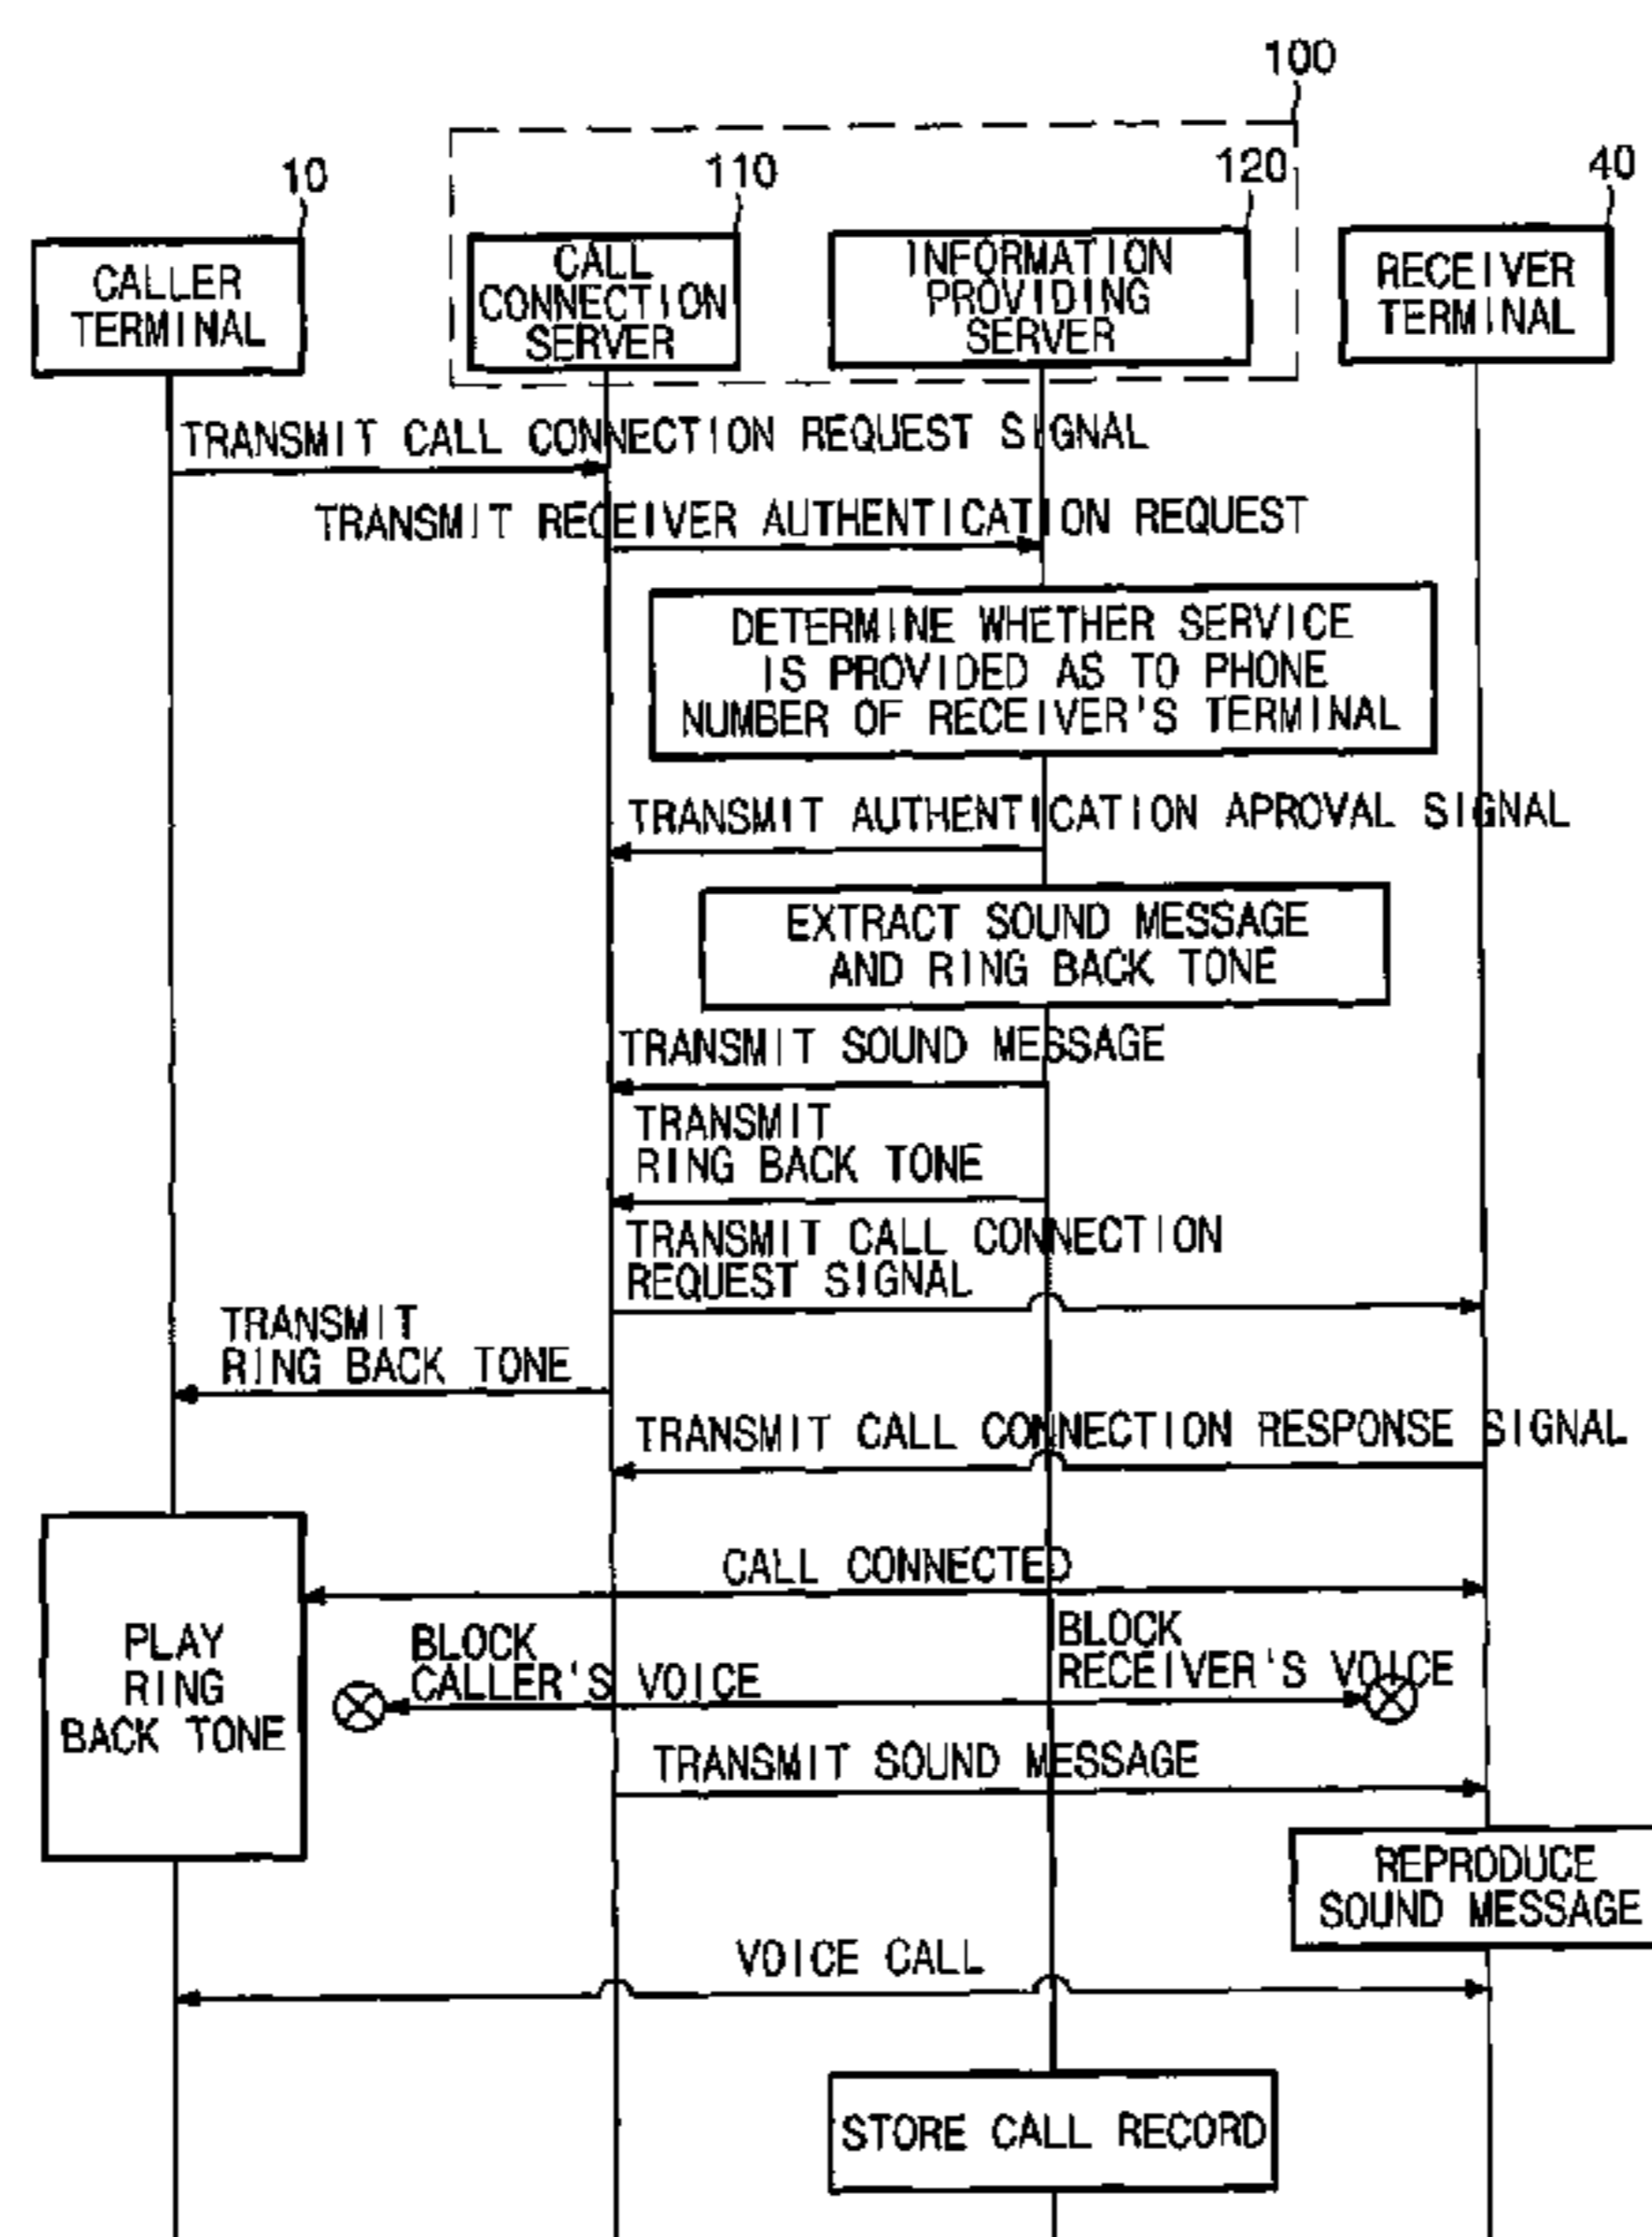 100
10
110
120
40
CALLER
TERMINAL
CALL
CONNECTION
SERVER
INFORMATION
PROVIDING
SERVER
RECEIVER
TERMINAL
TRANSMIT CALL CONNECTION REQUEST SIGNAL
TRANSMIT RECEIVER AUTHENTICATION REQUEST
DETERMINE WHETHER SERVICE
IS PROVIDED AS TO PHONE
NUMBER OF RECEIVER'S TERMINAL
TRANSMIT AUTHENTICATION APROVAL SIGNAL
EXTRACT SOUND MESSAGE
AND RING BACK TONE
TRANSMIT SOUND MESSAGE
TRANSMIT
RING BACK TONE
TRANSMIT CALL CONNECTION
REQUEST SIGNAL
TRANSMIT
RING BACK TONE
TRANSMIT CALL CONNECTION RESPONSE SIGNAL
CALL CONNECTED
PLAY
RING
BACK TONE
BLOCK
CALLER'S VOICE
BLOCK
RECEIVER'S VOICE
TRANSMIT SOUND MESSAGE
REPRODUCE
SOUND MESSAGE
VOICE CALL
STORE CALL RECORD